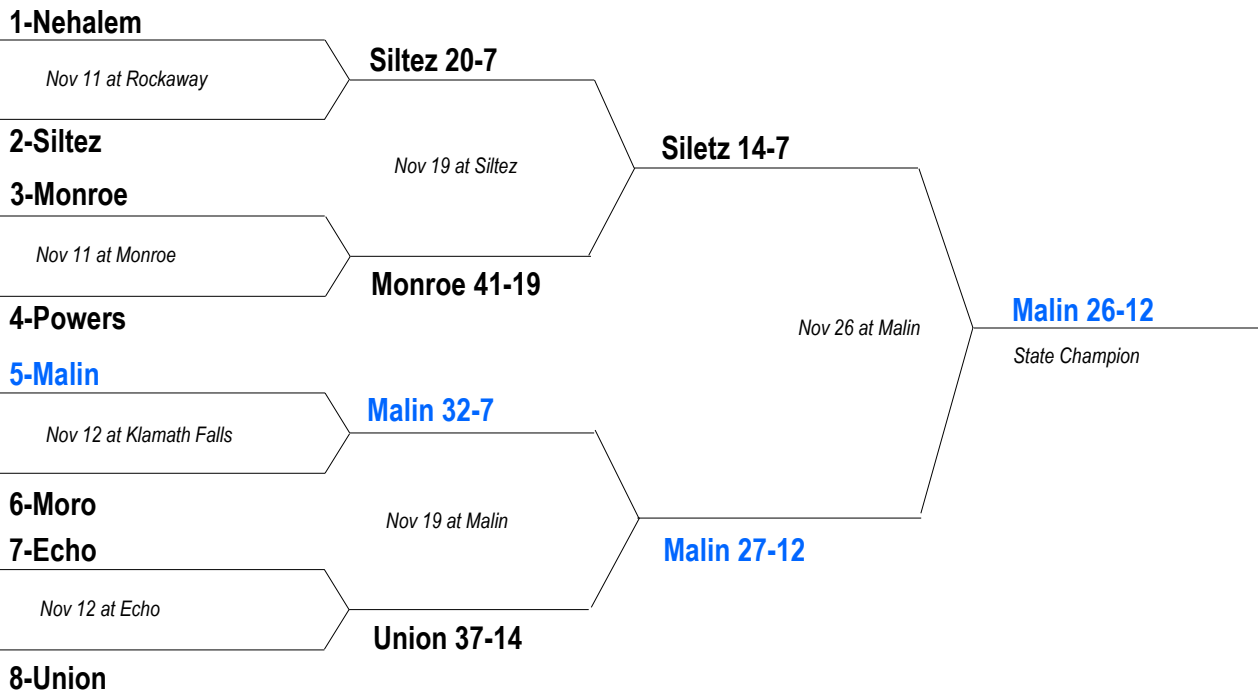 1-Nehalem
Nov 11 at Rockaway
2-Siltez
3-Monroe
Nov 11 at Monroe
4-Powers
5-Malin
Nov 12 at Klamath Falls
6-Moro
7-Echo
Nov 12 at Echo
8-Union
Siltez 20-7
Nov 19 at Siltez
Monroe 41-19
Malin 32-7
Nov 19 at Malin
Union 37-14
Siletz 14-7
Nov 26 at Malin
Malin 27-12
Malin 26-12
State Champion